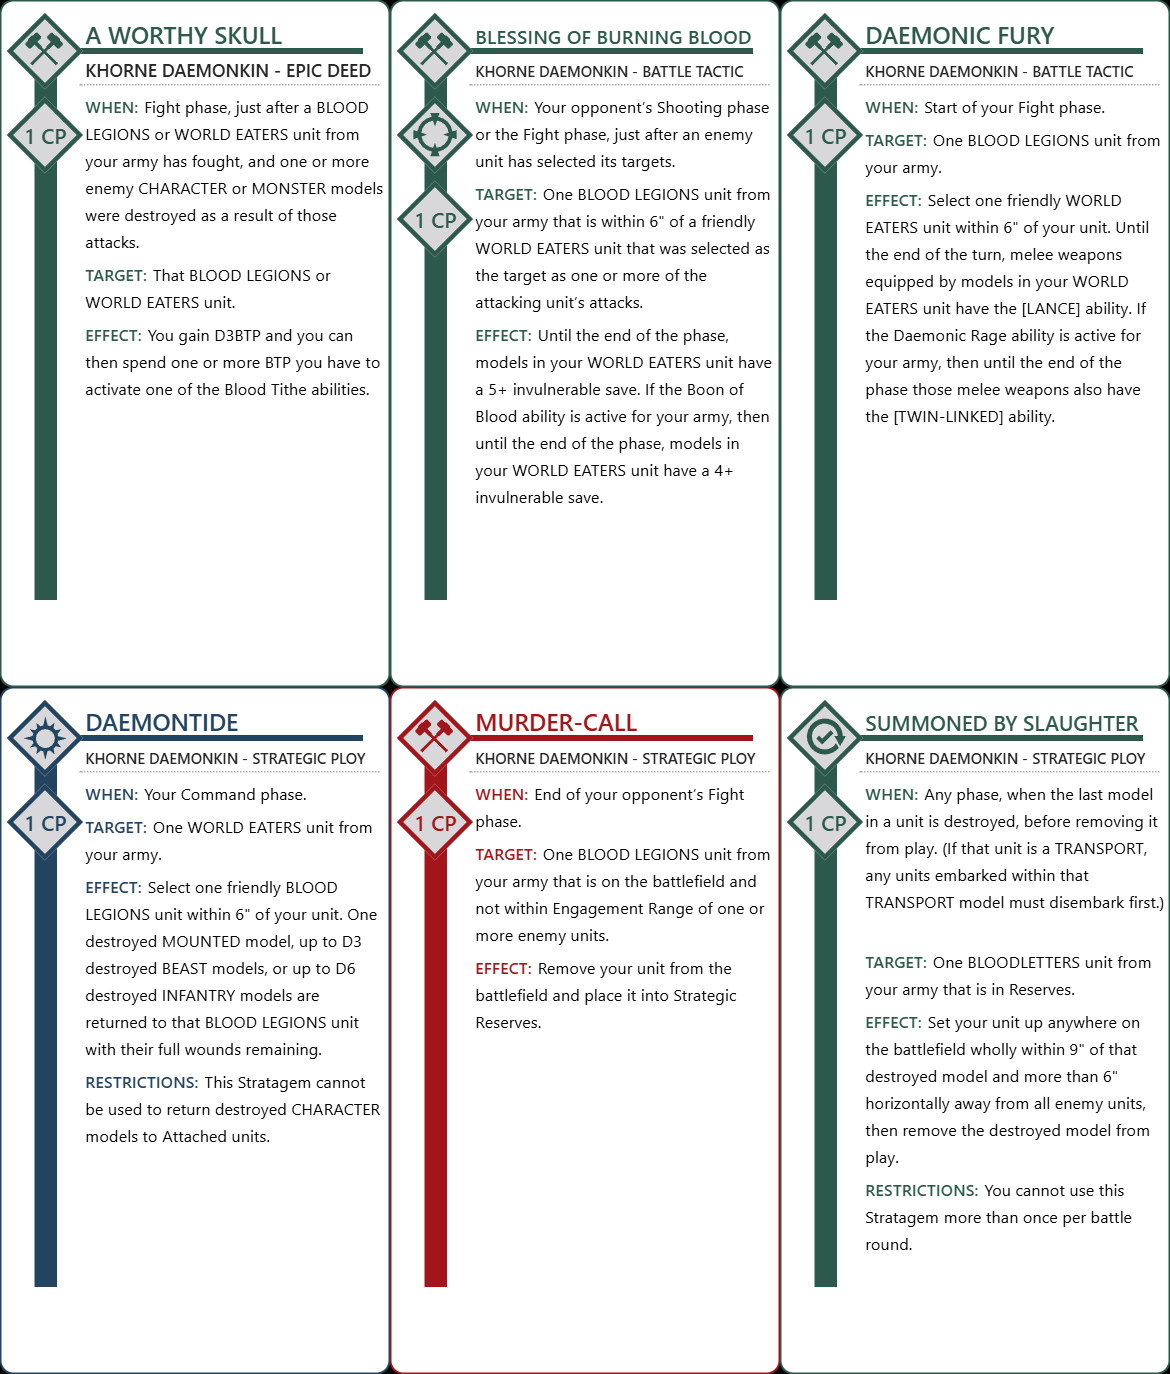 A WORTHY SKULL
KHORNE DAEMONKIN - EPIC DEED
1 CP
WHEN: Fight phase, just after a BLOOD
LEGIONS or WORLD EATERS unit from
your army has fought, and one or more
enemy CHARACTER or MONSTER models
were destroyed as a result of those
attacks.
TARGET: That BLOOD LEGIONS or
WORLD EATERS unit.
EFFECT: You gain D3BTP and you can
then spend one or more BTP you have to
activate one of the Blood Tithe abilities.
BLESSING OF BURNING BLOOD
KHORNE DAEMONKIN - BATTLE TACTIC
1 CP
WHEN: Your opponent's Shooting phase
or the Fight phase, just after an enemy
unit has selected its targets.
TARGET: One BLOOD LEGIONS unit from
your army that is within 6" of a friendly
WORLD EATERS unit that was selected as
the target as one or more of the
attacking unit's attacks.
EFFECT: Until the end of the phase,
models in your WORLD EATERS unit have
a 5+ invulnerable save. If the Boon of
Blood ability is active for your army, then
until the end of the phase, models in
your WORLD EATERS unit have a 4+
invulnerable save.
DAEMONIC FURY
KHORNE DAEMONKIN - BATTLE TACTIC
1 CP
WHEN: Start of your Fight phase.
TARGET: One BLOOD LEGIONS unit from
your army.
EFFECT: Select one friendly WORLD
EATERS unit within 6" of your unit. Until
the end of the turn, melee weapons
equipped by models in your WORLD
EATERS unit have the [LANCE] ability. If
the Daemonic Rage ability is active for
your army, then until the end of the
phase those melee weapons also have
the [TWIN-LINKED] ability.
DAEMONTIDE
KHORNE DAEMONKIN - STRATEGIC PLOY
1 CP
WHEN: Your Command phase.
TARGET: One WORLD EATERS unit from
your army.
EFFECT: Select one friendly BLOOD
LEGIONS unit within 6" of your unit. One
destroyed MOUNTED model, up to D3
destroyed BEAST models, or up to D6
destroyed INFANTRY models are
returned to that BLOOD LEGIONS unit
with their full wounds remaining.
RESTRICTIONS: This Stratagem cannot
be used to return destroyed CHARACTER
models to Attached units.
MURDER-CALL
KHORNE DAEMONKIN - STRATEGIC PLOY
1 CP
WHEN: End of your opponent's Fight
phase.
TARGET: One BLOOD LEGIONS unit from
your army that is on the battlefield and
not within Engagement Range of one or
more enemy units.
EFFECT: Remove your unit from the
battlefield and place it into Strategic
Reserves.
SUMMONED BY SLAUGHTER
KHORNE DAEMONKIN - STRATEGIC PLOY
1 CP
WHEN: Any phase, when the last model
in a unit is destroyed, before removing it
from play. (If that unit is a TRANSPORT,
any units embarked within that
TRANSPORT model must disembark first.)
TARGET: One BLOODLETTERS unit from
your army that is in Reserves.
EFFECT: Set your unit up anywhere on
the battlefield wholly within 9" of that
destroyed model and more than 6"
horizontally away from all enemy units,
then remove the destroyed model from
play.
RESTRICTIONS: You cannot use this
Stratagem more than once per battle
round.